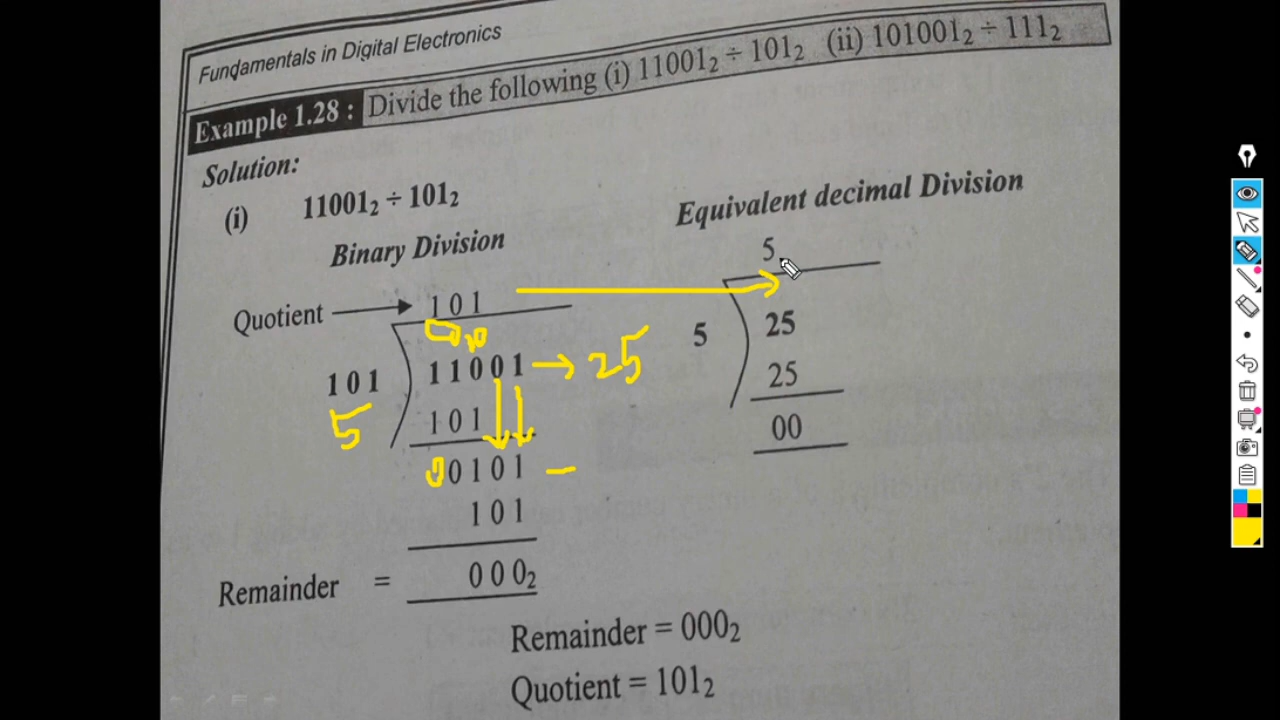 Fundamentals in Digital Electronics
Example 1.28 : Divide the following (i) 11001₂ ÷ 101₂ (ii) 101001₂ ÷ 111₂
Solution:
(i) 11001₂ ÷ 101₂
Binary Division
Quotient → 101
101 ) 11001 → 25
5
101
00101 –
101
Remainder = 000₂
Equivalent decimal Division
5
5 ) 25
25
00
Remainder = 000₂
Quotient = 101₂